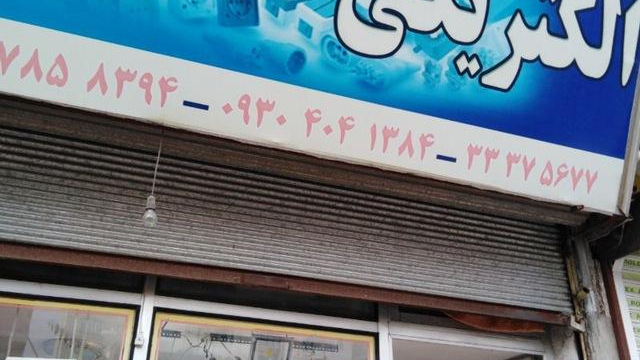 الکتریکی
۷۸۵ ۸۳۹۴ _ ۰۹۳۰ ۴۰۴ ۱۳۸۴ _ ۳۳ ۳۷ ۵۶۷۷